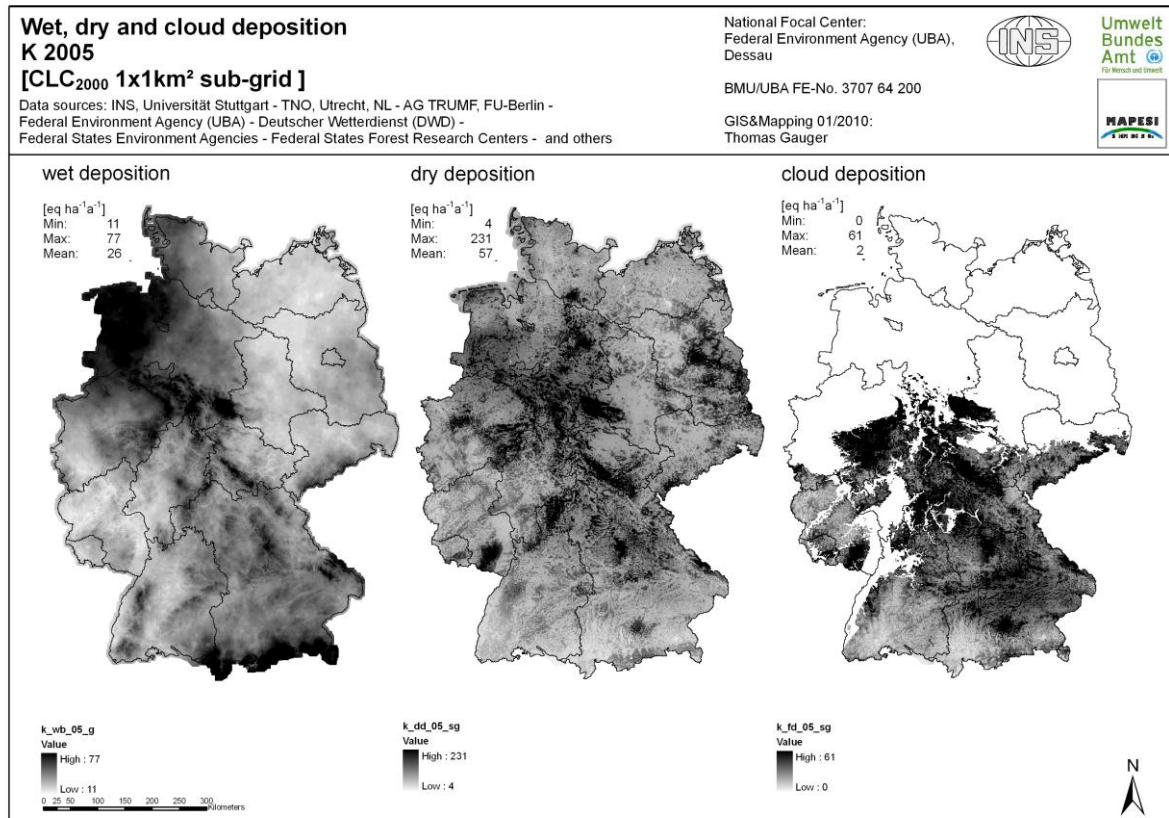 Wet, dry and cloud deposition
K 2005
[CLC2000 1x1km² sub-grid ]
Data sources: INS, Universität Stuttgart - TNO, Utrecht, NL - AG TRUMF, FU-Berlin -
Federal Environment Agency (UBA) - Deutscher Wetterdienst (DWD) -
Federal States Environment Agencies - Federal States Forest Research Centers - and others
National Focal Center:
Federal Environment Agency (UBA),
Dessau
BMU/UBA FE-No. 3707 64 200
GIS&Mapping 01/2010:
Thomas Gauger
INS
Umwelt
Bundes
Amt
Für Mensch und Umwelt
MAPESI
wet deposition
[eq ha⁻¹a⁻¹]
Min: 11
Max: 77
Mean: 26
dry deposition
[eq ha⁻¹a⁻¹]
Min: 4
Max: 231
Mean: 57
cloud deposition
[eq ha⁻¹a⁻¹]
Min: 0
Max: 61
Mean: 2
k_wb_05_g
Value
High : 77
Low : 11
0 25 50 100 150 200 250 300
Kilometers
k_dd_05_sg
Value
High : 231
Low : 4
k_fd_05_sg
Value
High : 61
Low : 0
N